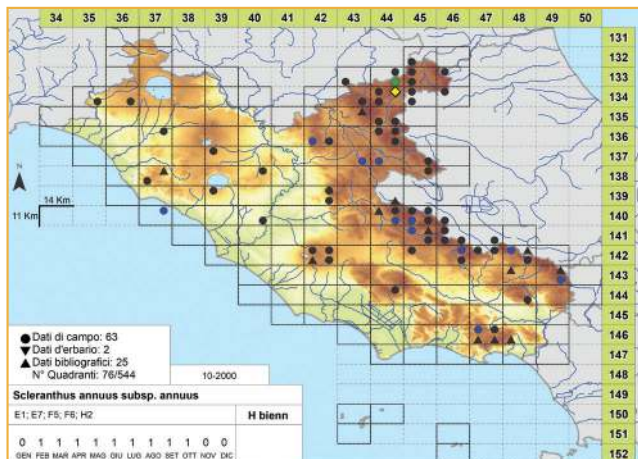 34 35 36 37 38 39 40 41 42 43 44 45 46 47 48 49 50
131
132
133
134
135
136
137
138
139
140
141
142
143
144
145
146
147
148
149
150
151
152
N
14 Km
11 Km
Dati di campo: 63
Dati d'erbario: 2
Dati bibliografici: 25
N° Quadranti: 76/544
10-2000
Scleranthus annuus subsp. annuus
E1; E7; F5; F6; H2
H bienn
0 1 1 1 1 1 1 1 1 1 0 0
GEN FEB MAR APR MAG GIU LUG AGO SET OTT NOV DIC